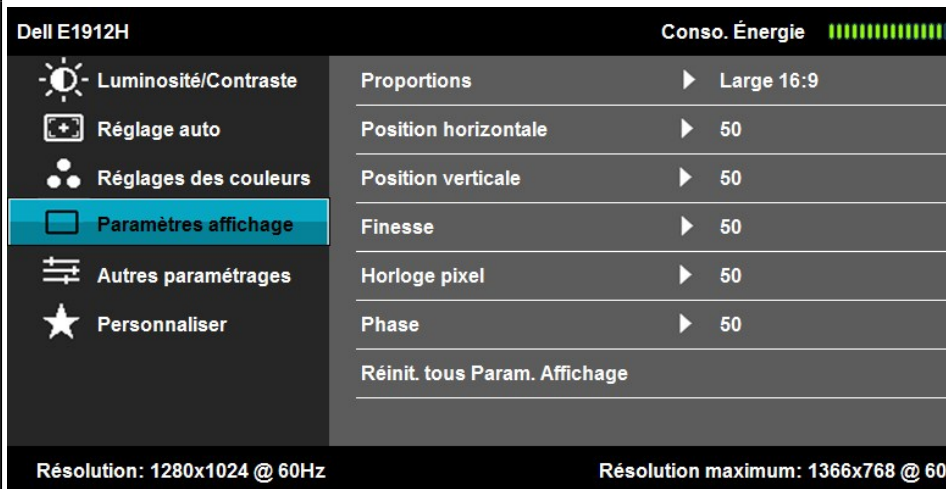 Dell E1912H Conso. Énergie
Luminosité/Contraste Proportions Large 16:9
Réglage auto Position horizontale 50
Réglages des couleurs Position verticale 50
Paramètres affichage Finesse 50
Autres paramétrages Horloge pixel 50
Personnaliser Phase 50
Réinit. tous Param. Affichage
Résolution: 1280x1024 @ 60Hz Résolution maximum: 1366x768 @ 60